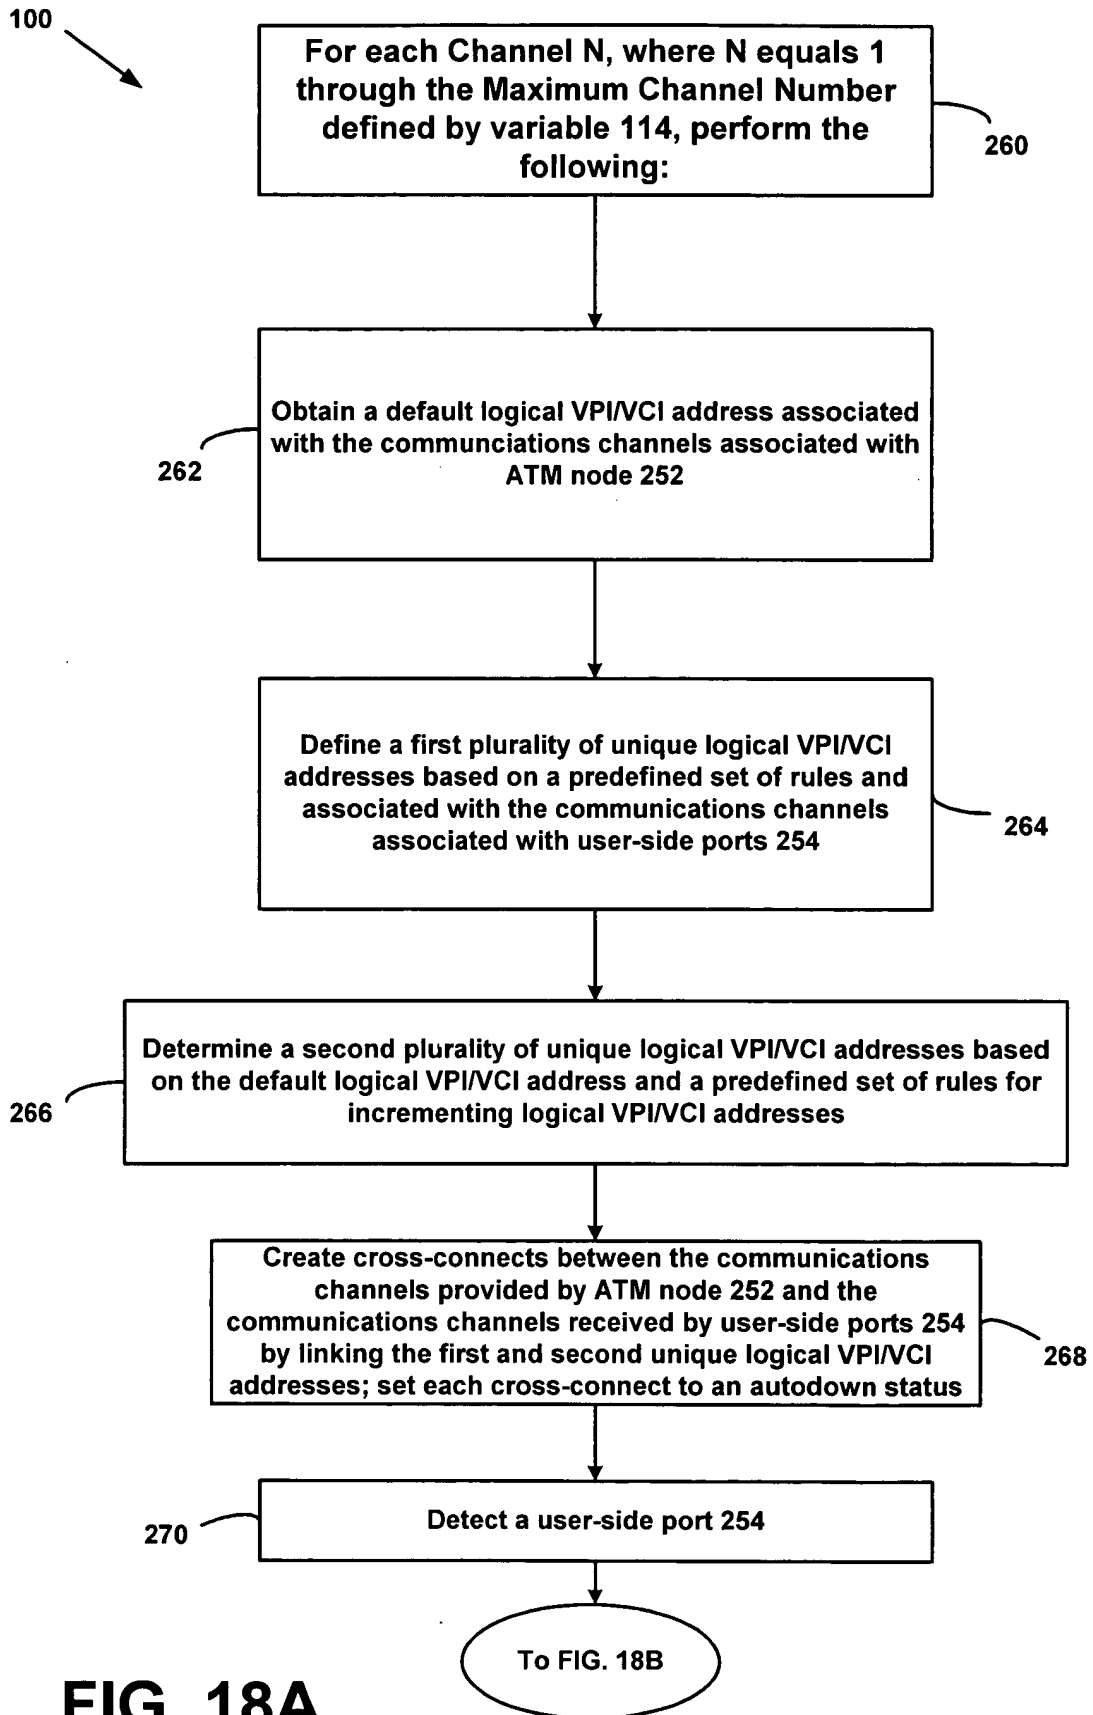 100
For each Channel N, where N equals 1
through the Maximum Channel Number
defined by variable 114, perform the
following:
260
Obtain a default logical VPI/VCI address associated
with the communciations channels associated with
ATM node 252
262
Define a first plurality of unique logical VPI/VCI
addresses based on a predefined set of rules and
associated with the communications channels
associated with user-side ports 254
264
Determine a second plurality of unique logical VPI/VCI addresses based
on the default logical VPI/VCI address and a predefined set of rules for
incrementing logical VPI/VCI addresses
266
Create cross-connects between the communications
channels provided by ATM node 252 and the
communications channels received by user-side ports 254
by linking the first and second unique logical VPI/VCI
addresses; set each cross-connect to an autodown status
268
Detect a user-side port 254
270
To FIG. 18B
FIG. 18A